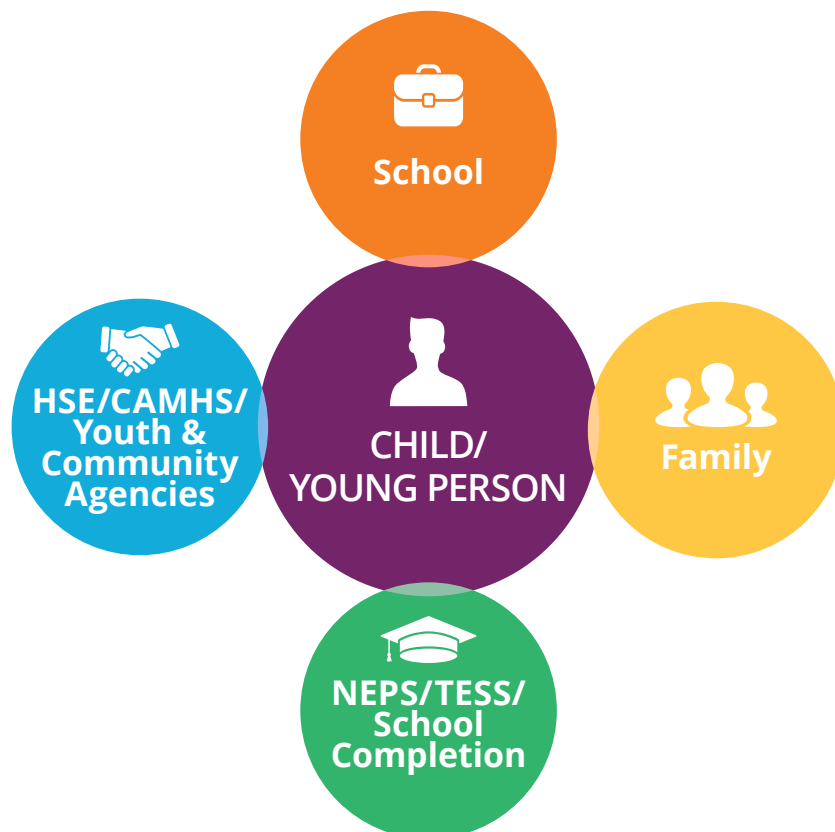 School
HSE/CAMHS/
Youth &
Community
Agencies
CHILD/
YOUNG PERSON
Family
NEPS/TESS/
School
Completion